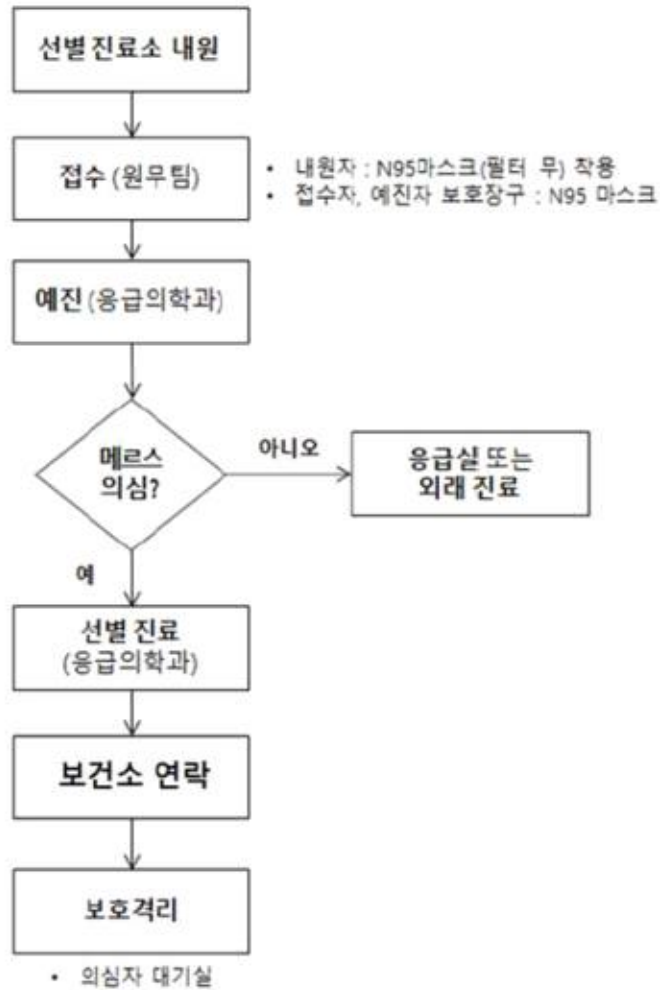 선별 진료소 내원
접수 (원무팀)
• 내원자 : N95마스크(필터 무) 착용
• 접수자, 예진자 보호장구 : N95 마스크
예진 (응급의학과)
메르스
의심?
아니오
응급실 또는
외래 진료
예
선별 진료
(응급의학과)
보건소 연락
보호격리
• 의심자 대기실